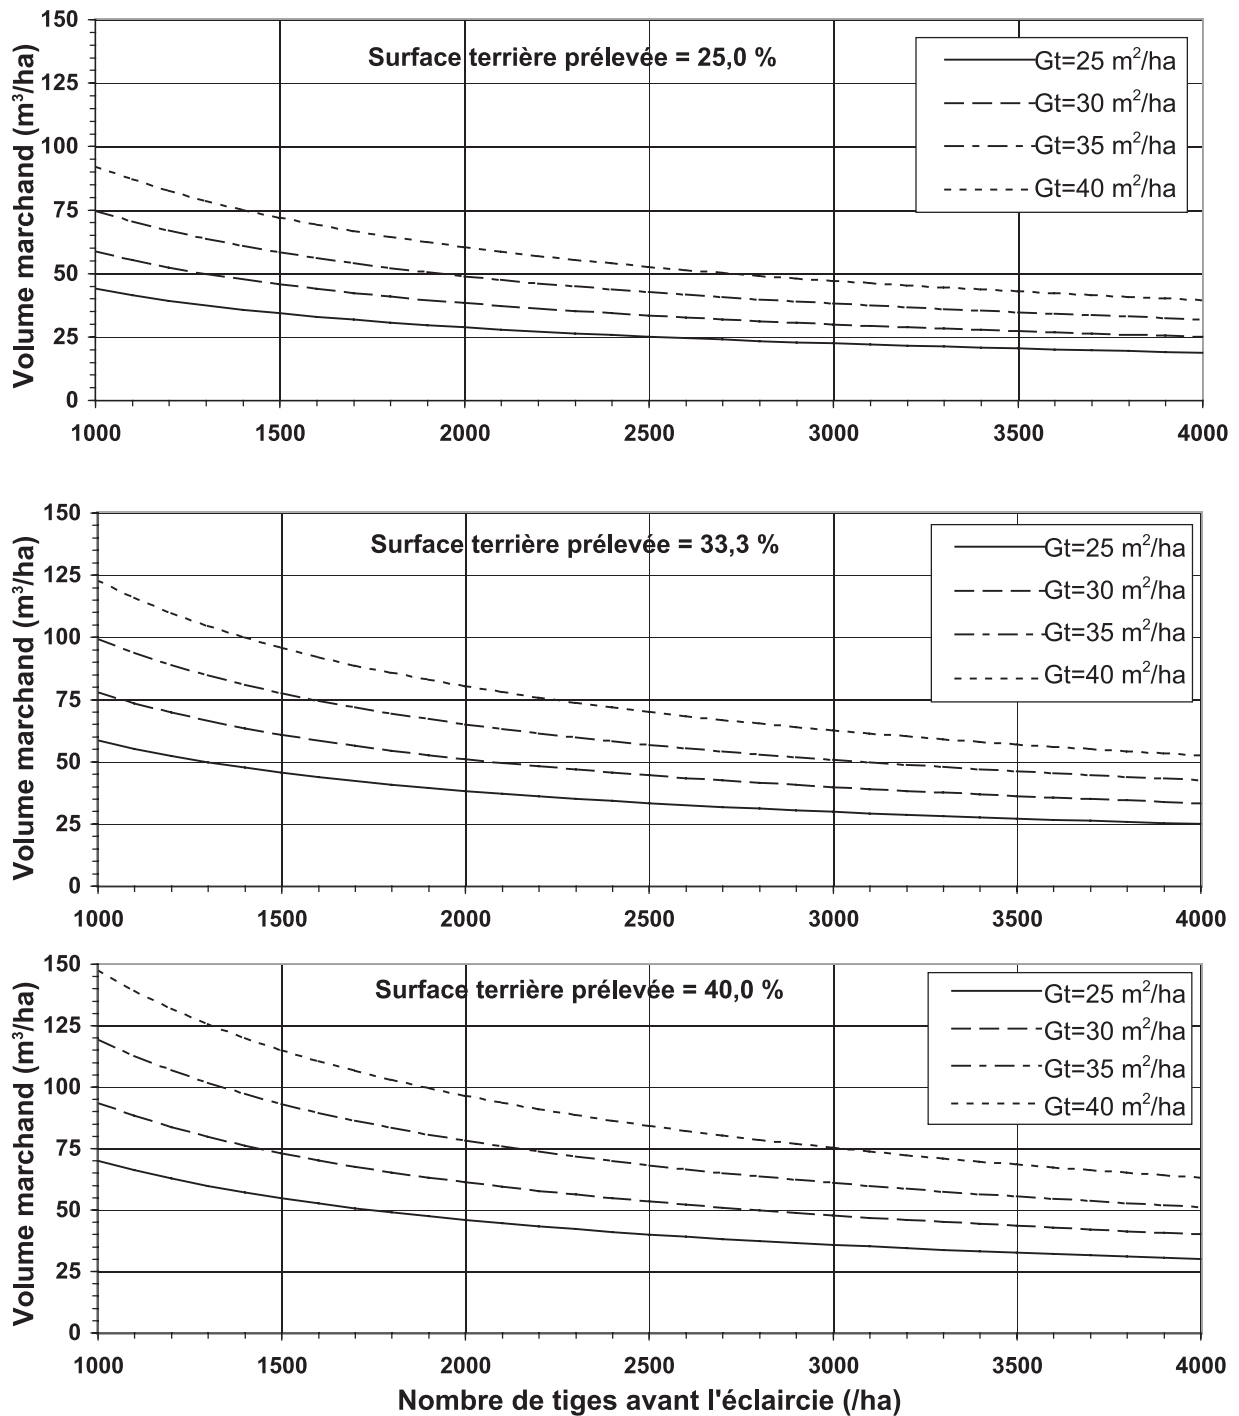 Surface terrière prélevée = 25,0 %
Volume marchand (m³/ha)
150
125
100
75
50
25
0
1000 1500 2000 2500 3000 3500 4000
Gt=25 m²/ha
Gt=30 m²/ha
Gt=35 m²/ha
Gt=40 m²/ha
Surface terrière prélevée = 33,3 %
Volume marchand (m³/ha)
150
125
100
75
50
25
0
1000 1500 2000 2500 3000 3500 4000
Gt=25 m²/ha
Gt=30 m²/ha
Gt=35 m²/ha
Gt=40 m²/ha
Surface terrière prélevée = 40,0 %
Volume marchand (m³/ha)
150
125
100
75
50
25
0
1000 1500 2000 2500 3000 3500 4000
Gt=25 m²/ha
Gt=30 m²/ha
Gt=35 m²/ha
Gt=40 m²/ha
Nombre de tiges avant l'éclaircie (/ha)